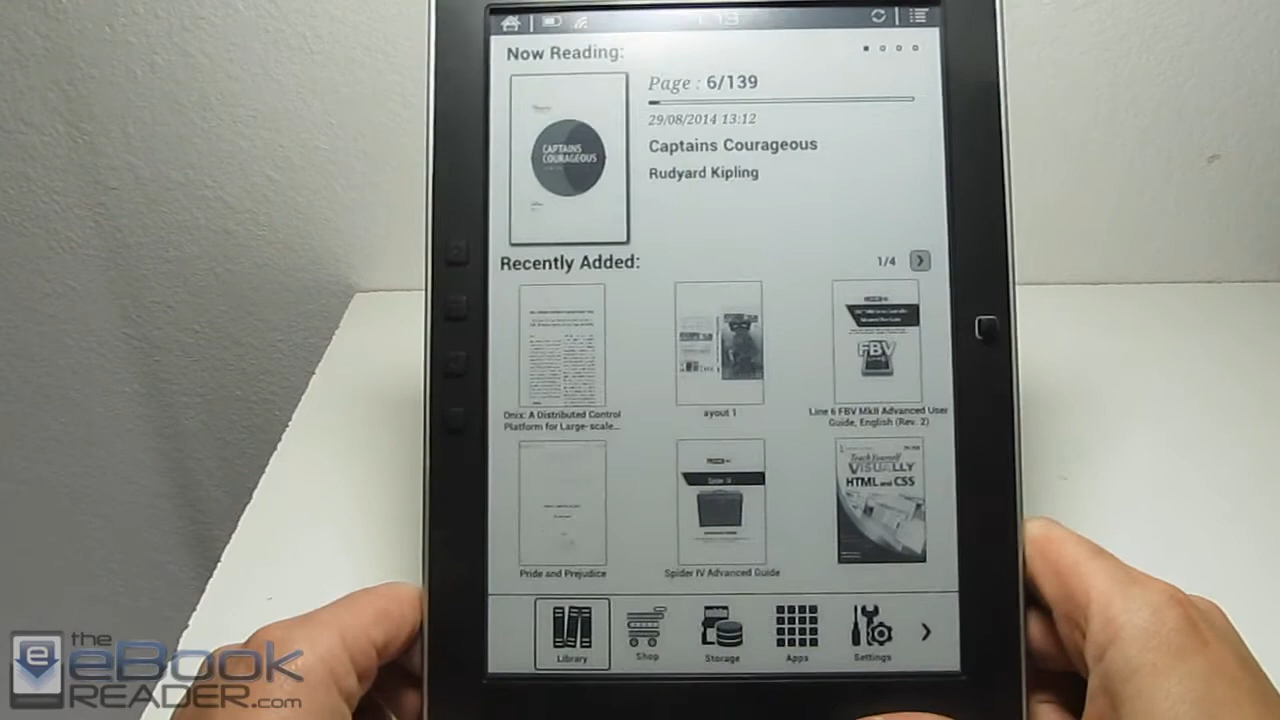 Now Reading:
Page : 6/139
29/08/2014 13:12
Captains Courageous
Rudyard Kipling
CAPTAINS
COURAGEOUS
Recently Added:
1/4
FBV
Onix: A Distributed Control
Platform for Large-scale...
ayout 1
Line 6 FBV MkII Advanced User
Guide, English (Rev. 2)
Spider IV
Teach Yourself
VISUALLY
HTML and CSS
Pride and Prejudice
Spider IV Advanced Guide
Library
Shop
Storage
Apps
Settings
the
eBook
READER.com